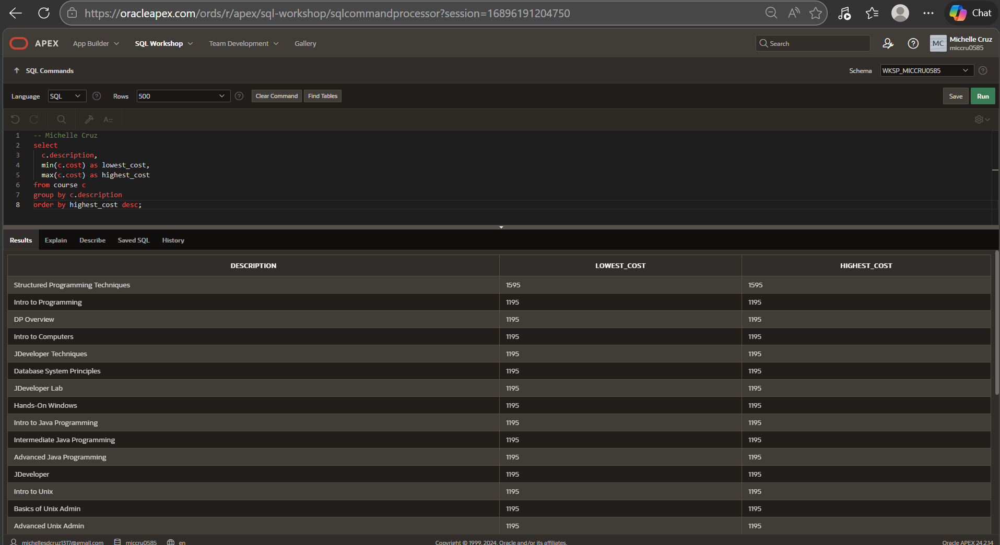 https://oracleapex.com/ords/r/apex/sql-workshop/sqlcommandprocessor?session=16896191204750
Chat
APEX App Builder SQL Workshop Team Development Gallery Search MC Michelle Cruz
miccru0585
SQL Commands Schema WKSP_MICCRU0585
Language SQL Rows 500 Clear Command Find Tables Save Run
1 -- Michelle Cruz
2 select
3 c.description,
4 min(c.cost) as lowest_cost,
5 max(c.cost) as highest_cost
6 from course c
7 group by c.description
8 order by highest_cost desc;
Results Explain Describe Saved SQL History
DESCRIPTION LOWEST_COST HIGHEST_COST
Structured Programming Techniques 1595 1595
Intro to Programming 1195 1195
DP Overview 1195 1195
Intro to Computers 1195 1195
JDeveloper Techniques 1195 1195
Database System Principles 1195 1195
JDeveloper Lab 1195 1195
Hands-On Windows 1195 1195
Intro to Java Programming 1195 1195
Intermediate Java Programming 1195 1195
Advanced Java Programming 1195 1195
JDeveloper 1195 1195
Intro to Unix 1195 1195
Basics of Unix Admin 1195 1195
Advanced Unix Admin 1195 1195
michellesdcruz1317@gmail.com miccru0585 en Copyright © 1999, 2024, Oracle and/or its affiliates. Oracle APEX 24.2.14